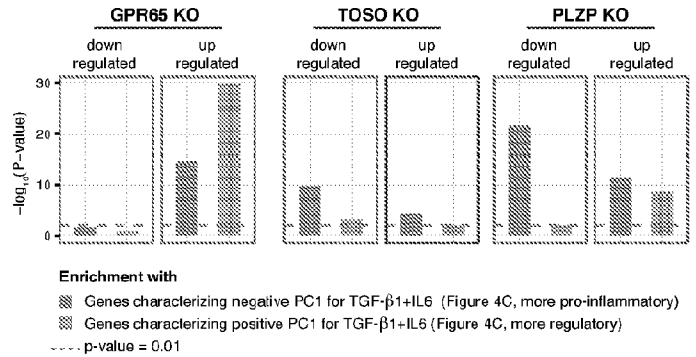 GPR65 KO TOSO KO PLZP KO
down regulated up regulated down regulated up regulated down regulated up regulated
30
20
10
0
-log10(P-value)
Enrichment with
Genes characterizing negative PC1 for TGF-β1+IL6 (Figure 4C, more pro-inflammatory)
Genes characterizing positive PC1 for TGF-β1+IL6 (Figure 4C, more regulatory)
p-value = 0.01